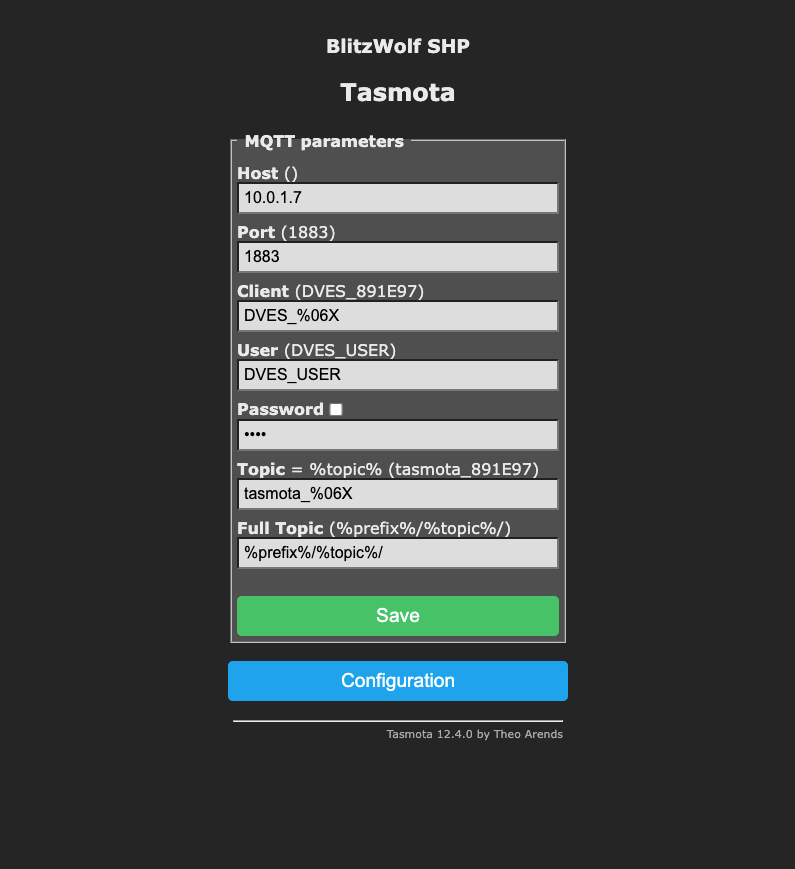 BlitzWolf SHP
Tasmota
MQTT parameters
Host ()
10.0.1.7
Port (1883)
1883
Client (DVES_891E97)
DVES_%06X
User (DVES_USER)
DVES_USER
Password
••••
Topic = %topic% (tasmota_891E97)
tasmota_%06X
Full Topic (%prefix%/%topic%/)
%prefix%/%topic%/
Save
Configuration
Tasmota 12.4.0 by Theo Arends